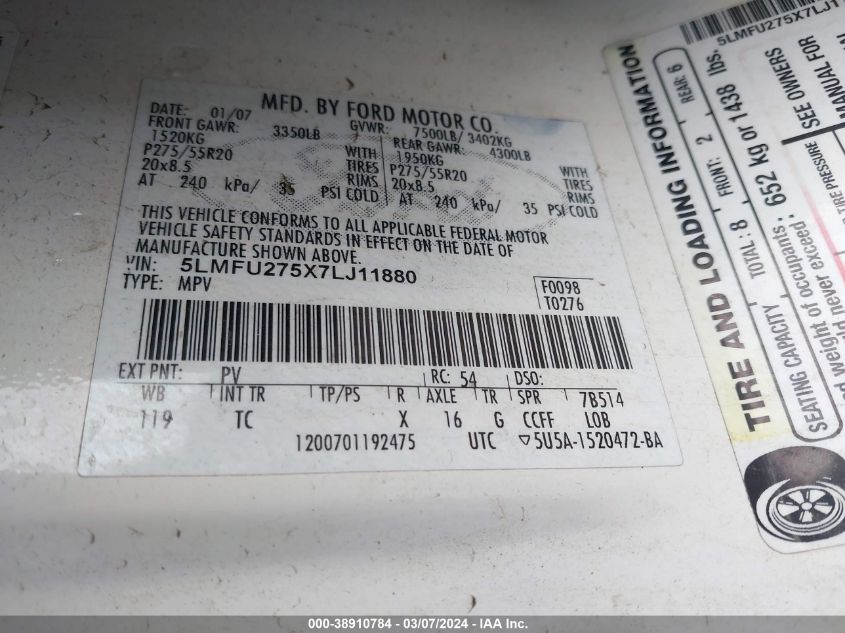 MFD. BY FORD MOTOR CO.
DATE: 01/07 GVWR: 7500LB/ 3402KG
FRONT GAWR: 3350LB REAR GAWR: 4300LB
1520KG WITH 1950KG WITH
P275/55R20 TIRES P275/55R20 TIRES
20x8.5 RIMS 20x8.5 RIMS
AT 240 kPa/ 35 PSI COLD AT 240 kPa/ 35 PSI COLD
THIS VEHICLE CONFORMS TO ALL APPLICABLE FEDERAL MOTOR
VEHICLE SAFETY STANDARDS IN EFFECT ON THE DATE OF
MANUFACTURE SHOWN ABOVE.
VIN: 5LMFU275X7LJ11880 F0098
TYPE: MPV T0276
EXT PNT: PV RC: 54 DSO:
WB INT TR TP/PS R AXLE TR SPR 7B514
119 TC X 16 G CCFF LOB
1200701192475 UTC ▽5U5A-1520472-BA
TIRE AND LOADING INFORMATION
SEATING CAPACITY TOTAL: 8 FRONT: 2 REAR: 6
weight of occupants: 652 kg or 1438 lbs.
never exceed
5LMFU275X7LJ1
TIRE PRESSURE SEE OWNERS
MANUAL FOR
000-38910784 - 03/07/2024 - IAA Inc.